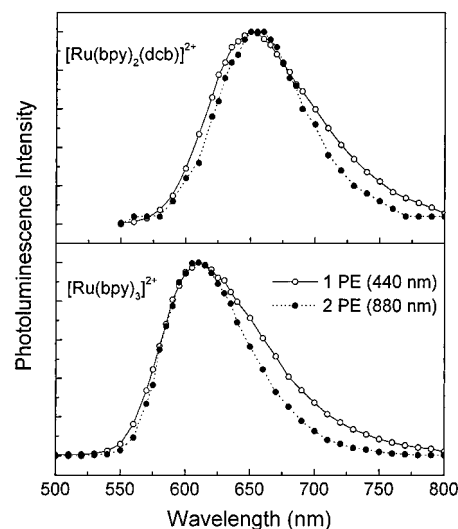 [Ru(bpy)₂(dcb)]²⁺
Photoluminescence Intensity
[Ru(bpy)₃]²⁺
1 PE (440 nm)
2 PE (880 nm)
500 550 600 650 700 750 800
Wavelength (nm)